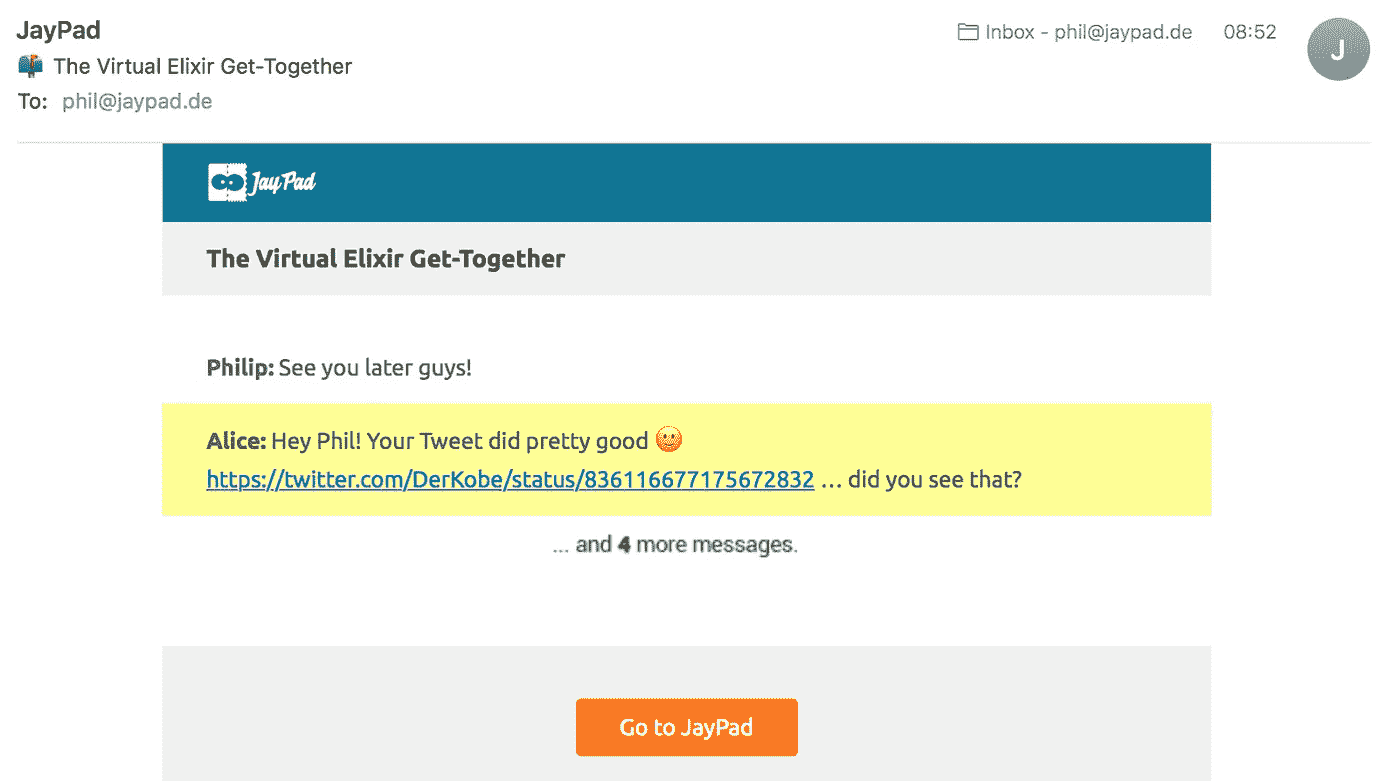 JayPad
Inbox - phil@jaypad.de 08:52
J
📫 The Virtual Elixir Get-Together
To: phil@jaypad.de
JayPad
The Virtual Elixir Get-Together
Philip: See you later guys!
Alice: Hey Phil! Your Tweet did pretty good 😀
https://twitter.com/DerKobe/status/836116677175672832 … did you see that?
... and 4 more messages.
Go to JayPad